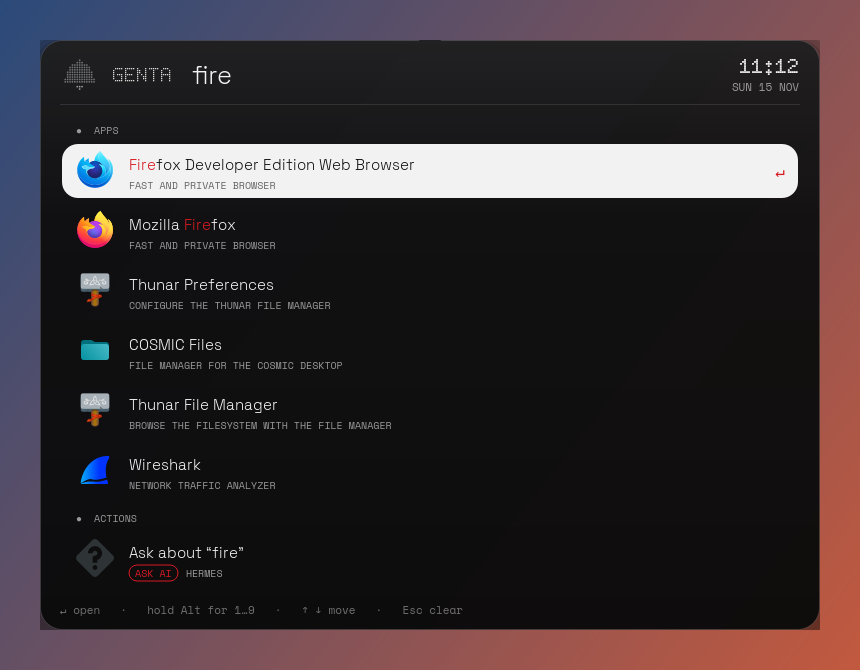 GENTA fire
11:12
SUN 15 NOV
APPS
Firefox Developer Edition Web Browser
FAST AND PRIVATE BROWSER
↵
Mozilla Firefox
FAST AND PRIVATE BROWSER
Thunar Preferences
CONFIGURE THE THUNAR FILE MANAGER
COSMIC Files
FILE MANAGER FOR THE COSMIC DESKTOP
Thunar File Manager
BROWSE THE FILESYSTEM WITH THE FILE MANAGER
Wireshark
NETWORK TRAFFIC ANALYZER
ACTIONS
Ask about “fire”
ASK AI HERMES
↵ open · hold Alt for 1…9 · ↑ ↓ move · Esc clear